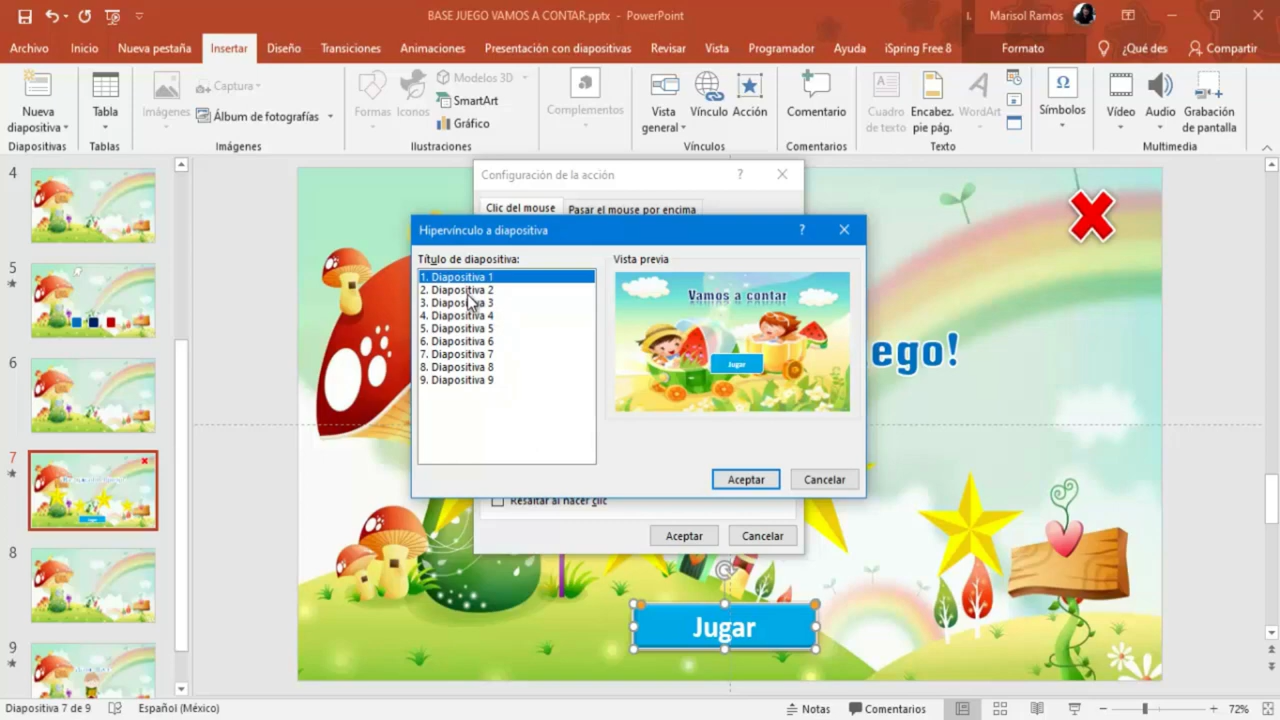 BASE JUEGO VAMOS A CONTAR.pptx - PowerPoint
Marisol Ramos
Archivo
Inicio
Nueva pestaña
Insertar
Diseño
Transiciones
Animaciones
Presentación con diapositivas
Revisar
Vista
Programador
Ayuda
iSpring Free 8
Formato
¿Qué des
Compartir
Nueva
diapositiva
Tabla
Imágenes
Captura
Álbum de fotografías
Formas
Iconos
Modelos 3D
SmartArt
Gráfico
Complementos
Vista
general
Vínculo
Acción
Comentario
Cuadro
de texto
Encabez.
pie pág.
WordArt
Símbolos
Vídeo
Audio
Grabación
de pantalla
Diapositivas
Tablas
Imágenes
Ilustraciones
Vínculos
Comentarios
Texto
Multimedia
4
5
6
7
8
9
Configuración de la acción
?
Clic del mouse
Pasar el mouse por encima
Hipervínculo a diapositiva
?
Título de diapositiva:
1. Diapositiva 1
2. Diapositiva 2
3. Diapositiva 3
4. Diapositiva 4
5. Diapositiva 5
6. Diapositiva 6
7. Diapositiva 7
8. Diapositiva 8
9. Diapositiva 9
Vista previa
Vamos a contar
Jugar
Aceptar
Cancelar
Resaltar al hacer clic
Aceptar
Cancelar
ego!
Jugar
Diapositiva 7 de 9
Español (México)
Notas
Comentarios
72%